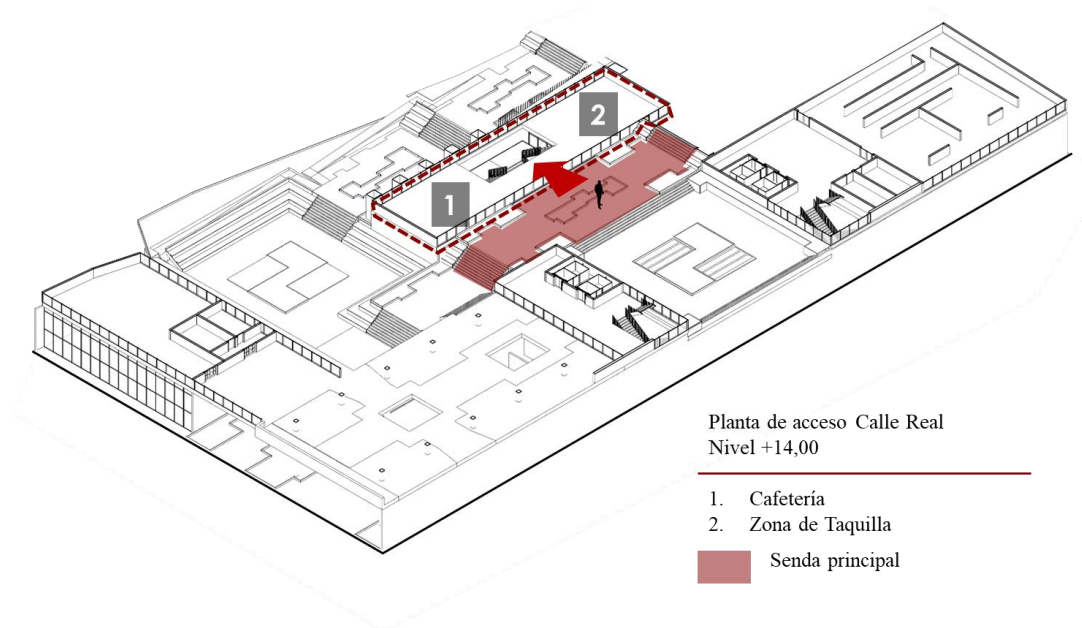 2
1
Planta de acceso Calle Real
Nivel +14,00
1. Cafetería
2. Zona de Taquilla
Senda principal